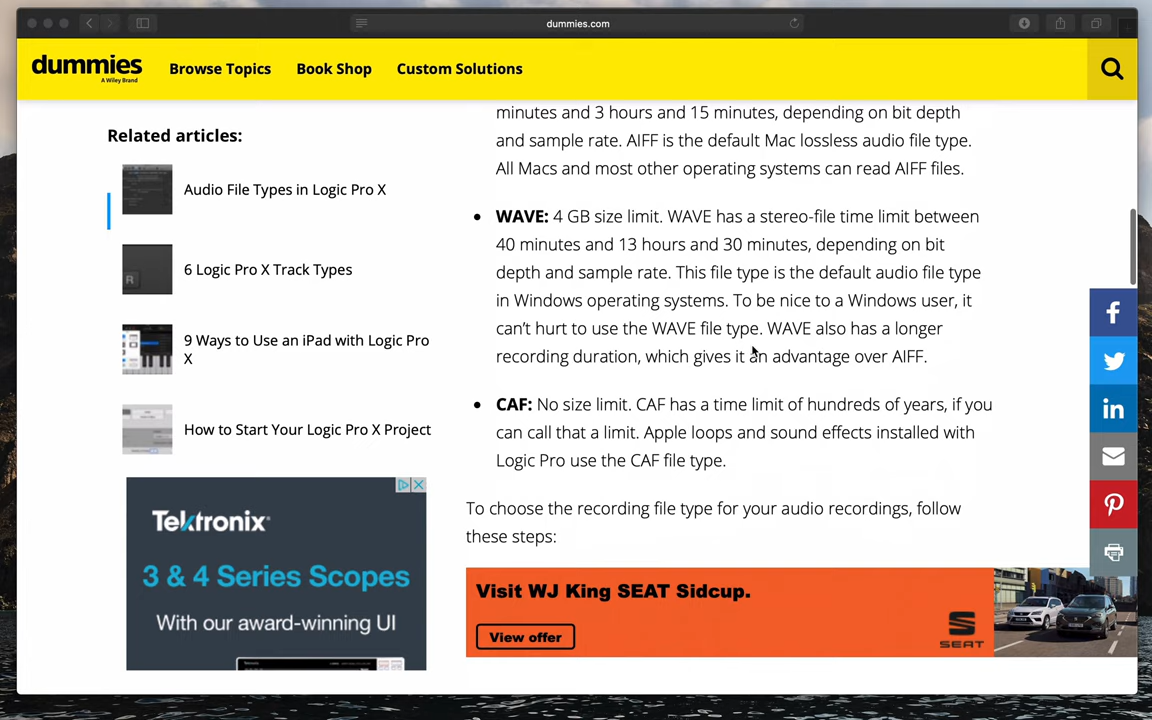 dummies.com
dummies
A Wiley Brand
Browse Topics
Book Shop
Custom Solutions
Related articles:
Audio File Types in Logic Pro X
R
6 Logic Pro X Track Types
9 Ways to Use an iPad with Logic Pro
X
How to Start Your Logic Pro X Project
Tektronix
3 & 4 Series Scopes
With our award-winning UI
minutes and 3 hours and 15 minutes, depending on bit depth
and sample rate. AIFF is the default Mac lossless audio file type.
All Macs and most other operating systems can read AIFF files.
• WAVE: 4 GB size limit. WAVE has a stereo-file time limit between
40 minutes and 13 hours and 30 minutes, depending on bit
depth and sample rate. This file type is the default audio file type
in Windows operating systems. To be nice to a Windows user, it
can’t hurt to use the WAVE file type. WAVE also has a longer
recording duration, which gives it an advantage over AIFF.
• CAF: No size limit. CAF has a time limit of hundreds of years, if you
can call that a limit. Apple loops and sound effects installed with
Logic Pro use the CAF file type.
To choose the recording file type for your audio recordings, follow
these steps:
Visit WJ King SEAT Sidcup.
View offer
SEAT